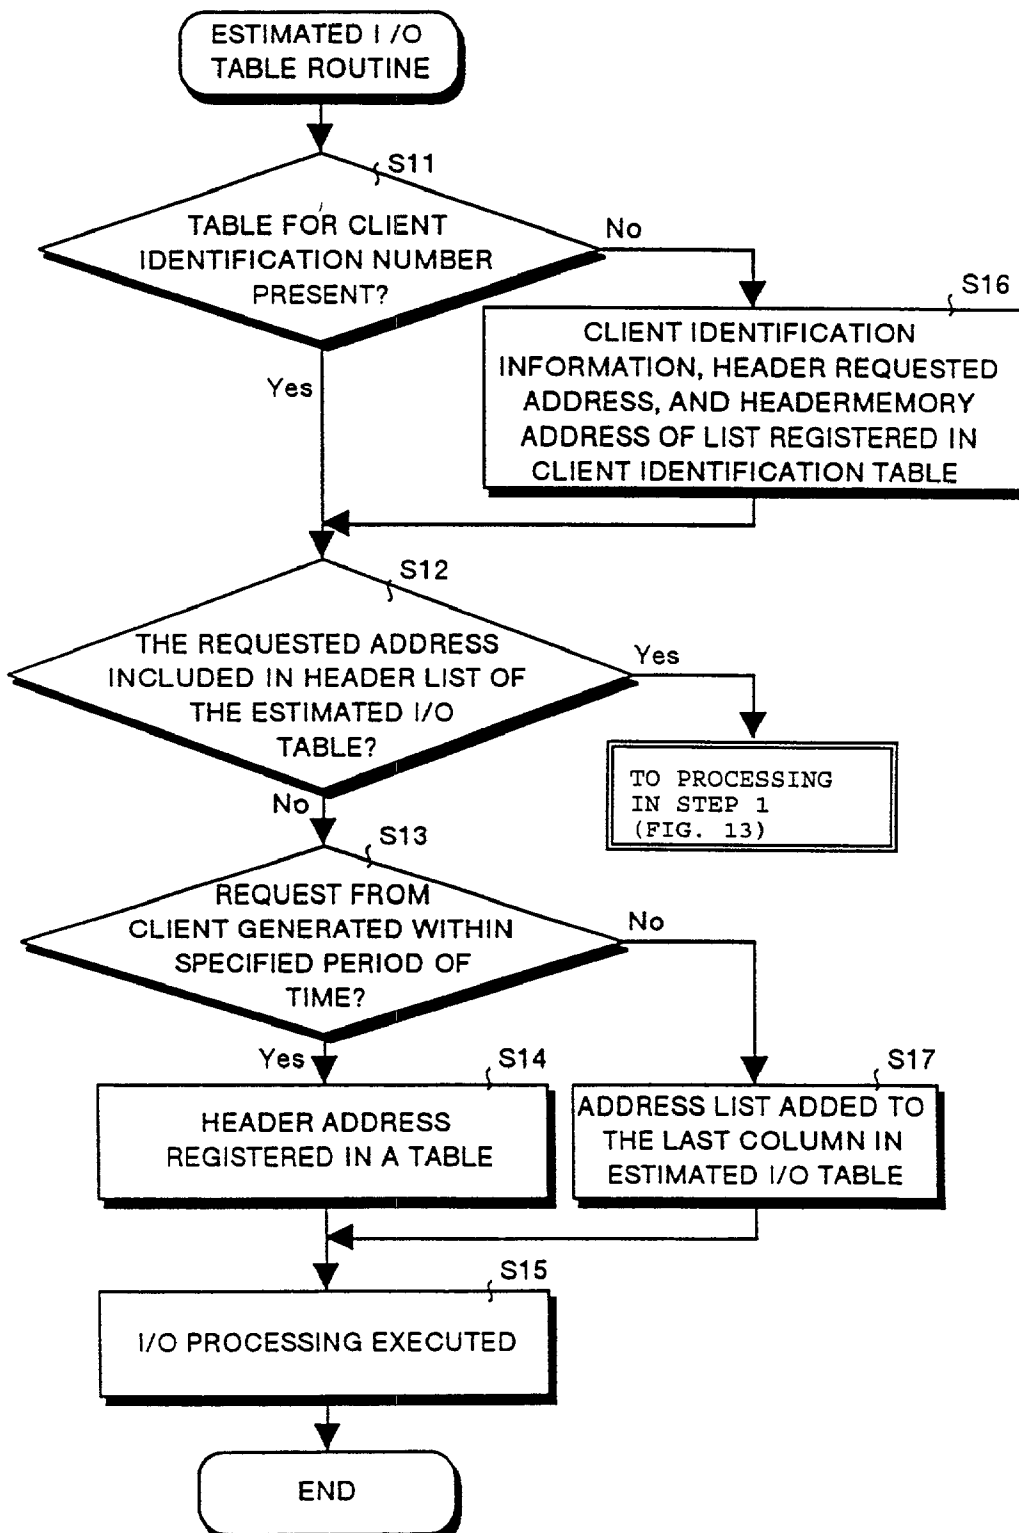 ESTIMATED I/O
TABLE ROUTINE
S11
TABLE FOR CLIENT
IDENTIFICATION NUMBER
PRESENT?
No
Yes
S16
CLIENT IDENTIFICATION
INFORMATION, HEADER REQUESTED
ADDRESS, AND HEADERMEMORY
ADDRESS OF LIST REGISTERED IN
CLIENT IDENTIFICATION TABLE
S12
THE REQUESTED ADDRESS
INCLUDED IN HEADER LIST OF
THE ESTIMATED I/O
TABLE?
Yes
No
TO PROCESSING
IN STEP 1
(FIG. 13)
S13
REQUEST FROM
CLIENT GENERATED WITHIN
SPECIFIED PERIOD OF
TIME?
No
Yes
S14
HEADER ADDRESS
REGISTERED IN A TABLE
S17
ADDRESS LIST ADDED TO
THE LAST COLUMN IN
ESTIMATED I/O TABLE
S15
I/O PROCESSING EXECUTED
END